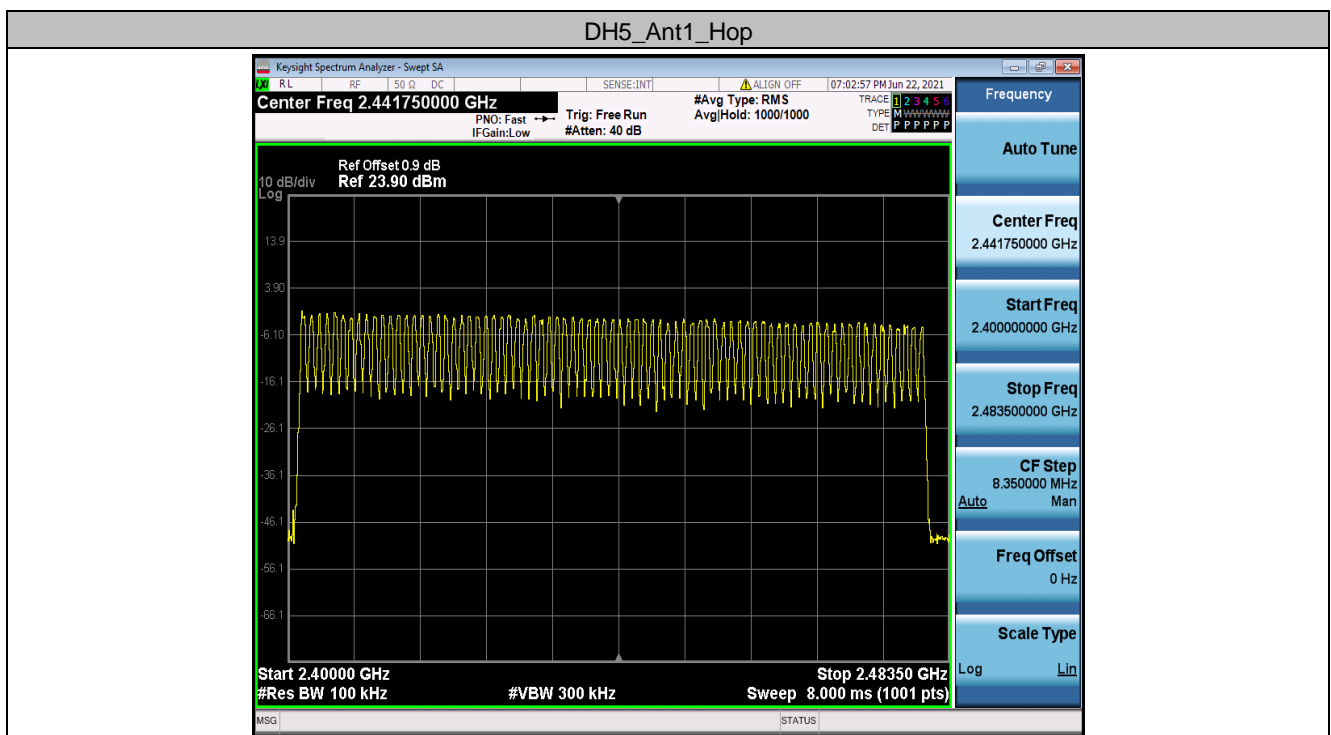 DH5_Ant1_Hop
Keysight Spectrum Analyzer - Swept SA
LXI RL RF 50 Ω DC SENSE:INT ALIGN OFF 07:02:57 PM Jun 22, 2021
Center Freq 2.441750000 GHz
PNO: Fast
IFGain:Low
Trig: Free Run
#Atten: 40 dB
#Avg Type: RMS
Avg|Hold: 1000/1000
TRACE 1 2 3 4 5 6
TYPE M WWWWW
DET P P P P P P
Ref Offset 0.9 dB
10 dB/div Ref 23.90 dBm
Log
13.9
3.90
-6.10
-16.1
-26.1
-36.1
-46.1
-56.1
-66.1
Start 2.40000 GHz Stop 2.48350 GHz
#Res BW 100 kHz #VBW 300 kHz Sweep 8.000 ms (1001 pts)
MSG STATUS
Frequency
Auto Tune
Center Freq
2.441750000 GHz
Start Freq
2.400000000 GHz
Stop Freq
2.483500000 GHz
CF Step
8.350000 MHz
Auto Man
Freq Offset
0 Hz
Scale Type
Log Lin